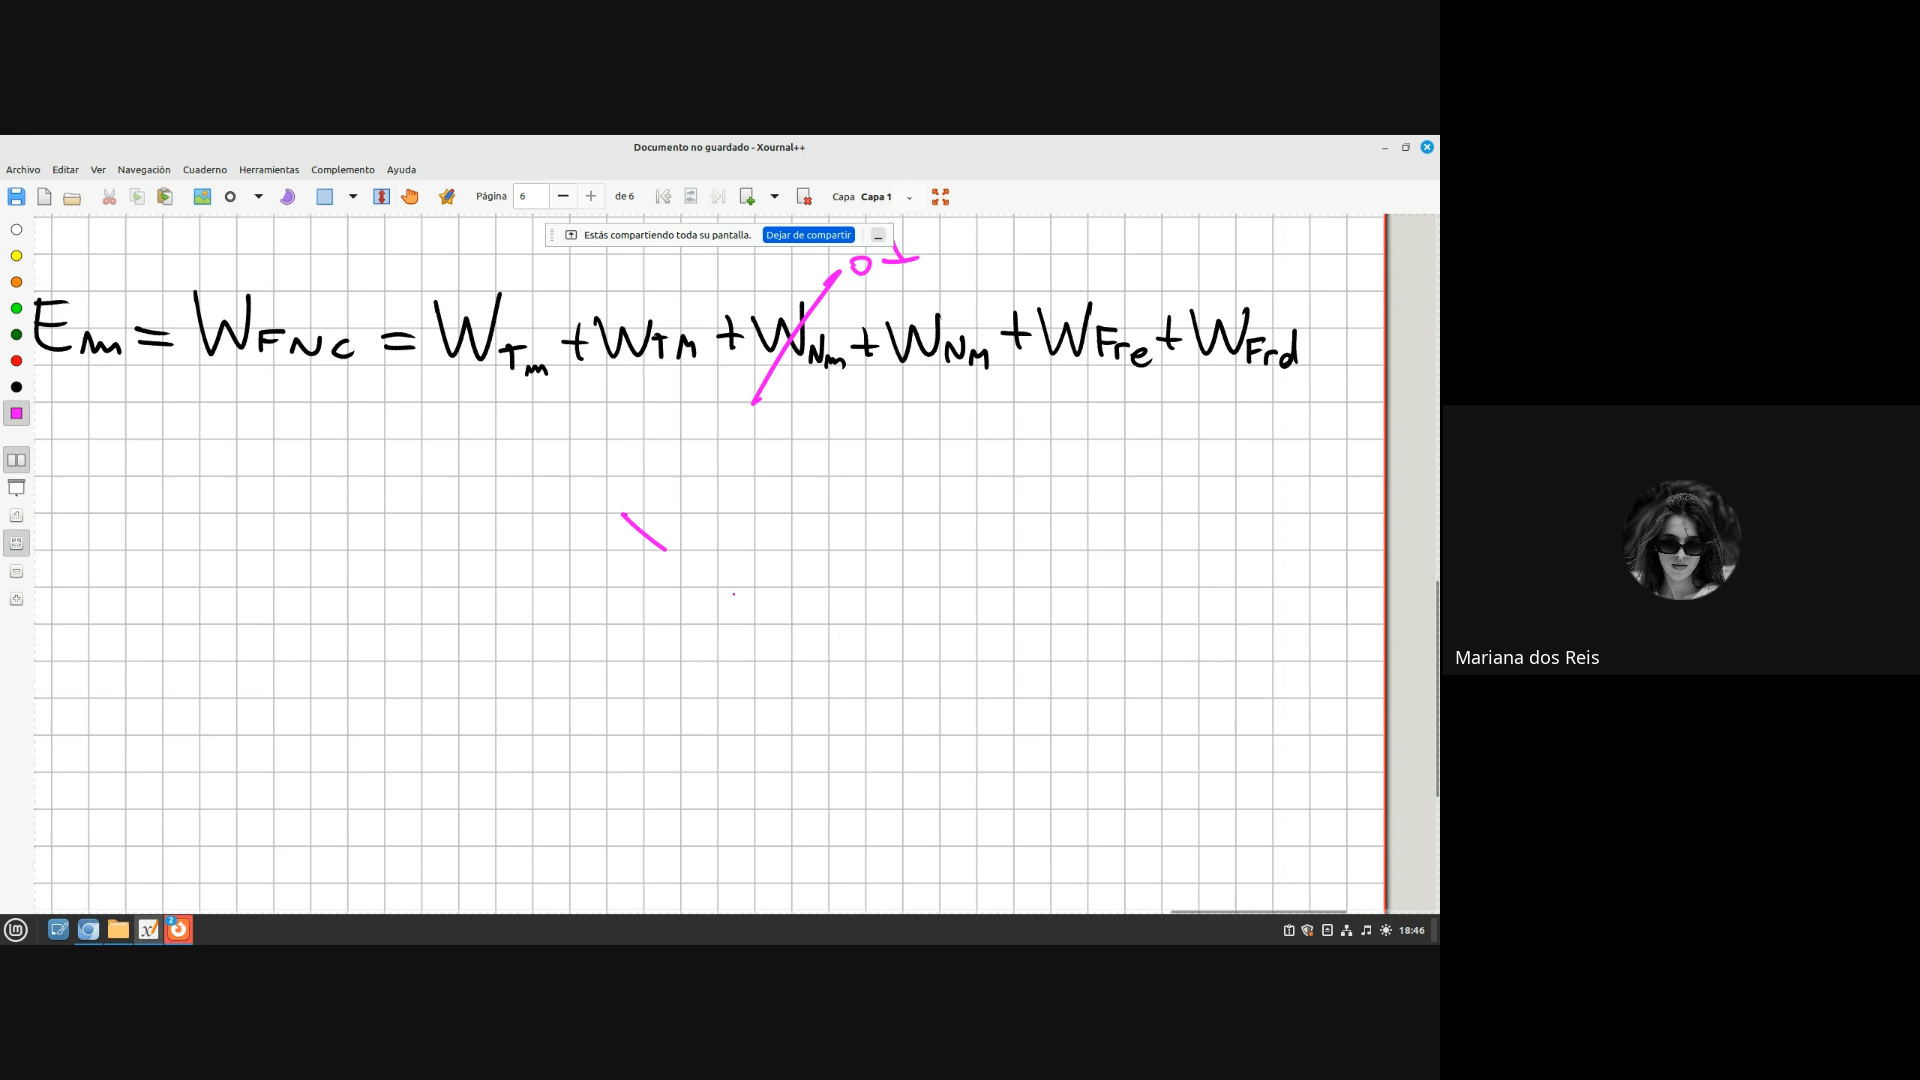 Documento no guardado - Xournal++
Archivo Editar Ver Navegación Cuaderno Herramientas Complemento Ayuda
Página 6 de 6 Capa Capa 1
Estás compartiendo toda su pantalla. Dejar de compartir
0 I
Em = WFNC = WTm + WTM + WNm + WNM + WFre + WFrd
Mariana dos Reis
2
18:46